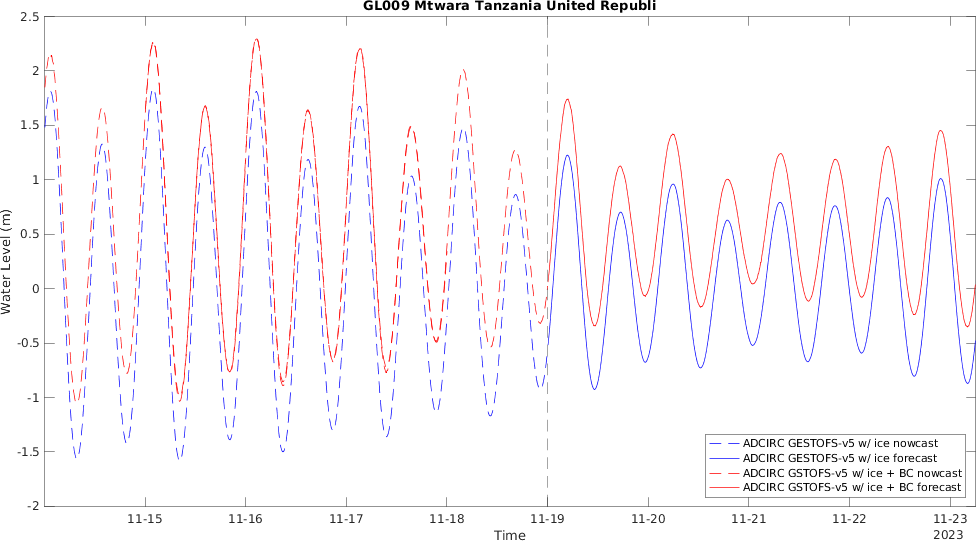 GL009 Mtwara Tanzania United Republi
2.5
2
1.5
1
0.5
0
-0.5
-1
-1.5
-2
Water Level (m)
11-15
11-16
11-17
11-18
11-19
11-20
11-21
11-22
11-23
2023
Time
ADCIRC GESTOFS-v5 w/ ice nowcast
ADCIRC GESTOFS-v5 w/ ice forecast
ADCIRC GSTOFS-v5 w/ ice + BC nowcast
ADCIRC GSTOFS-v5 w/ ice + BC forecast